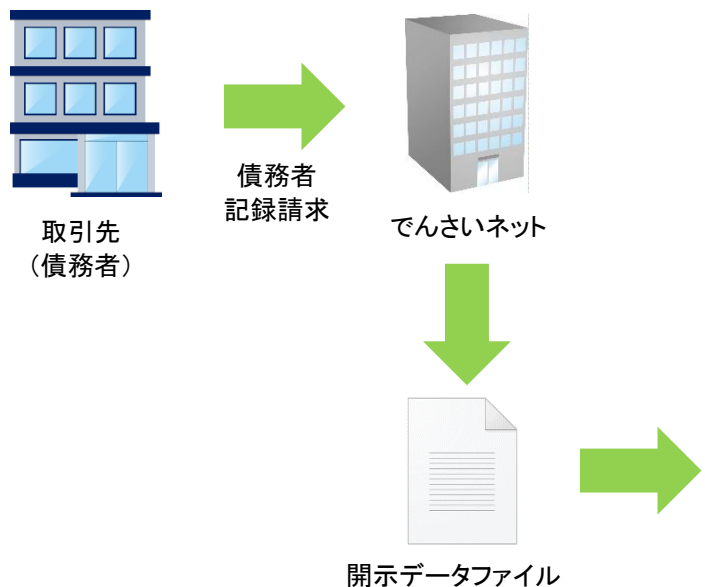 取引先
（債務者）
債務者
記録請求
でんさいネット
開示データファイル